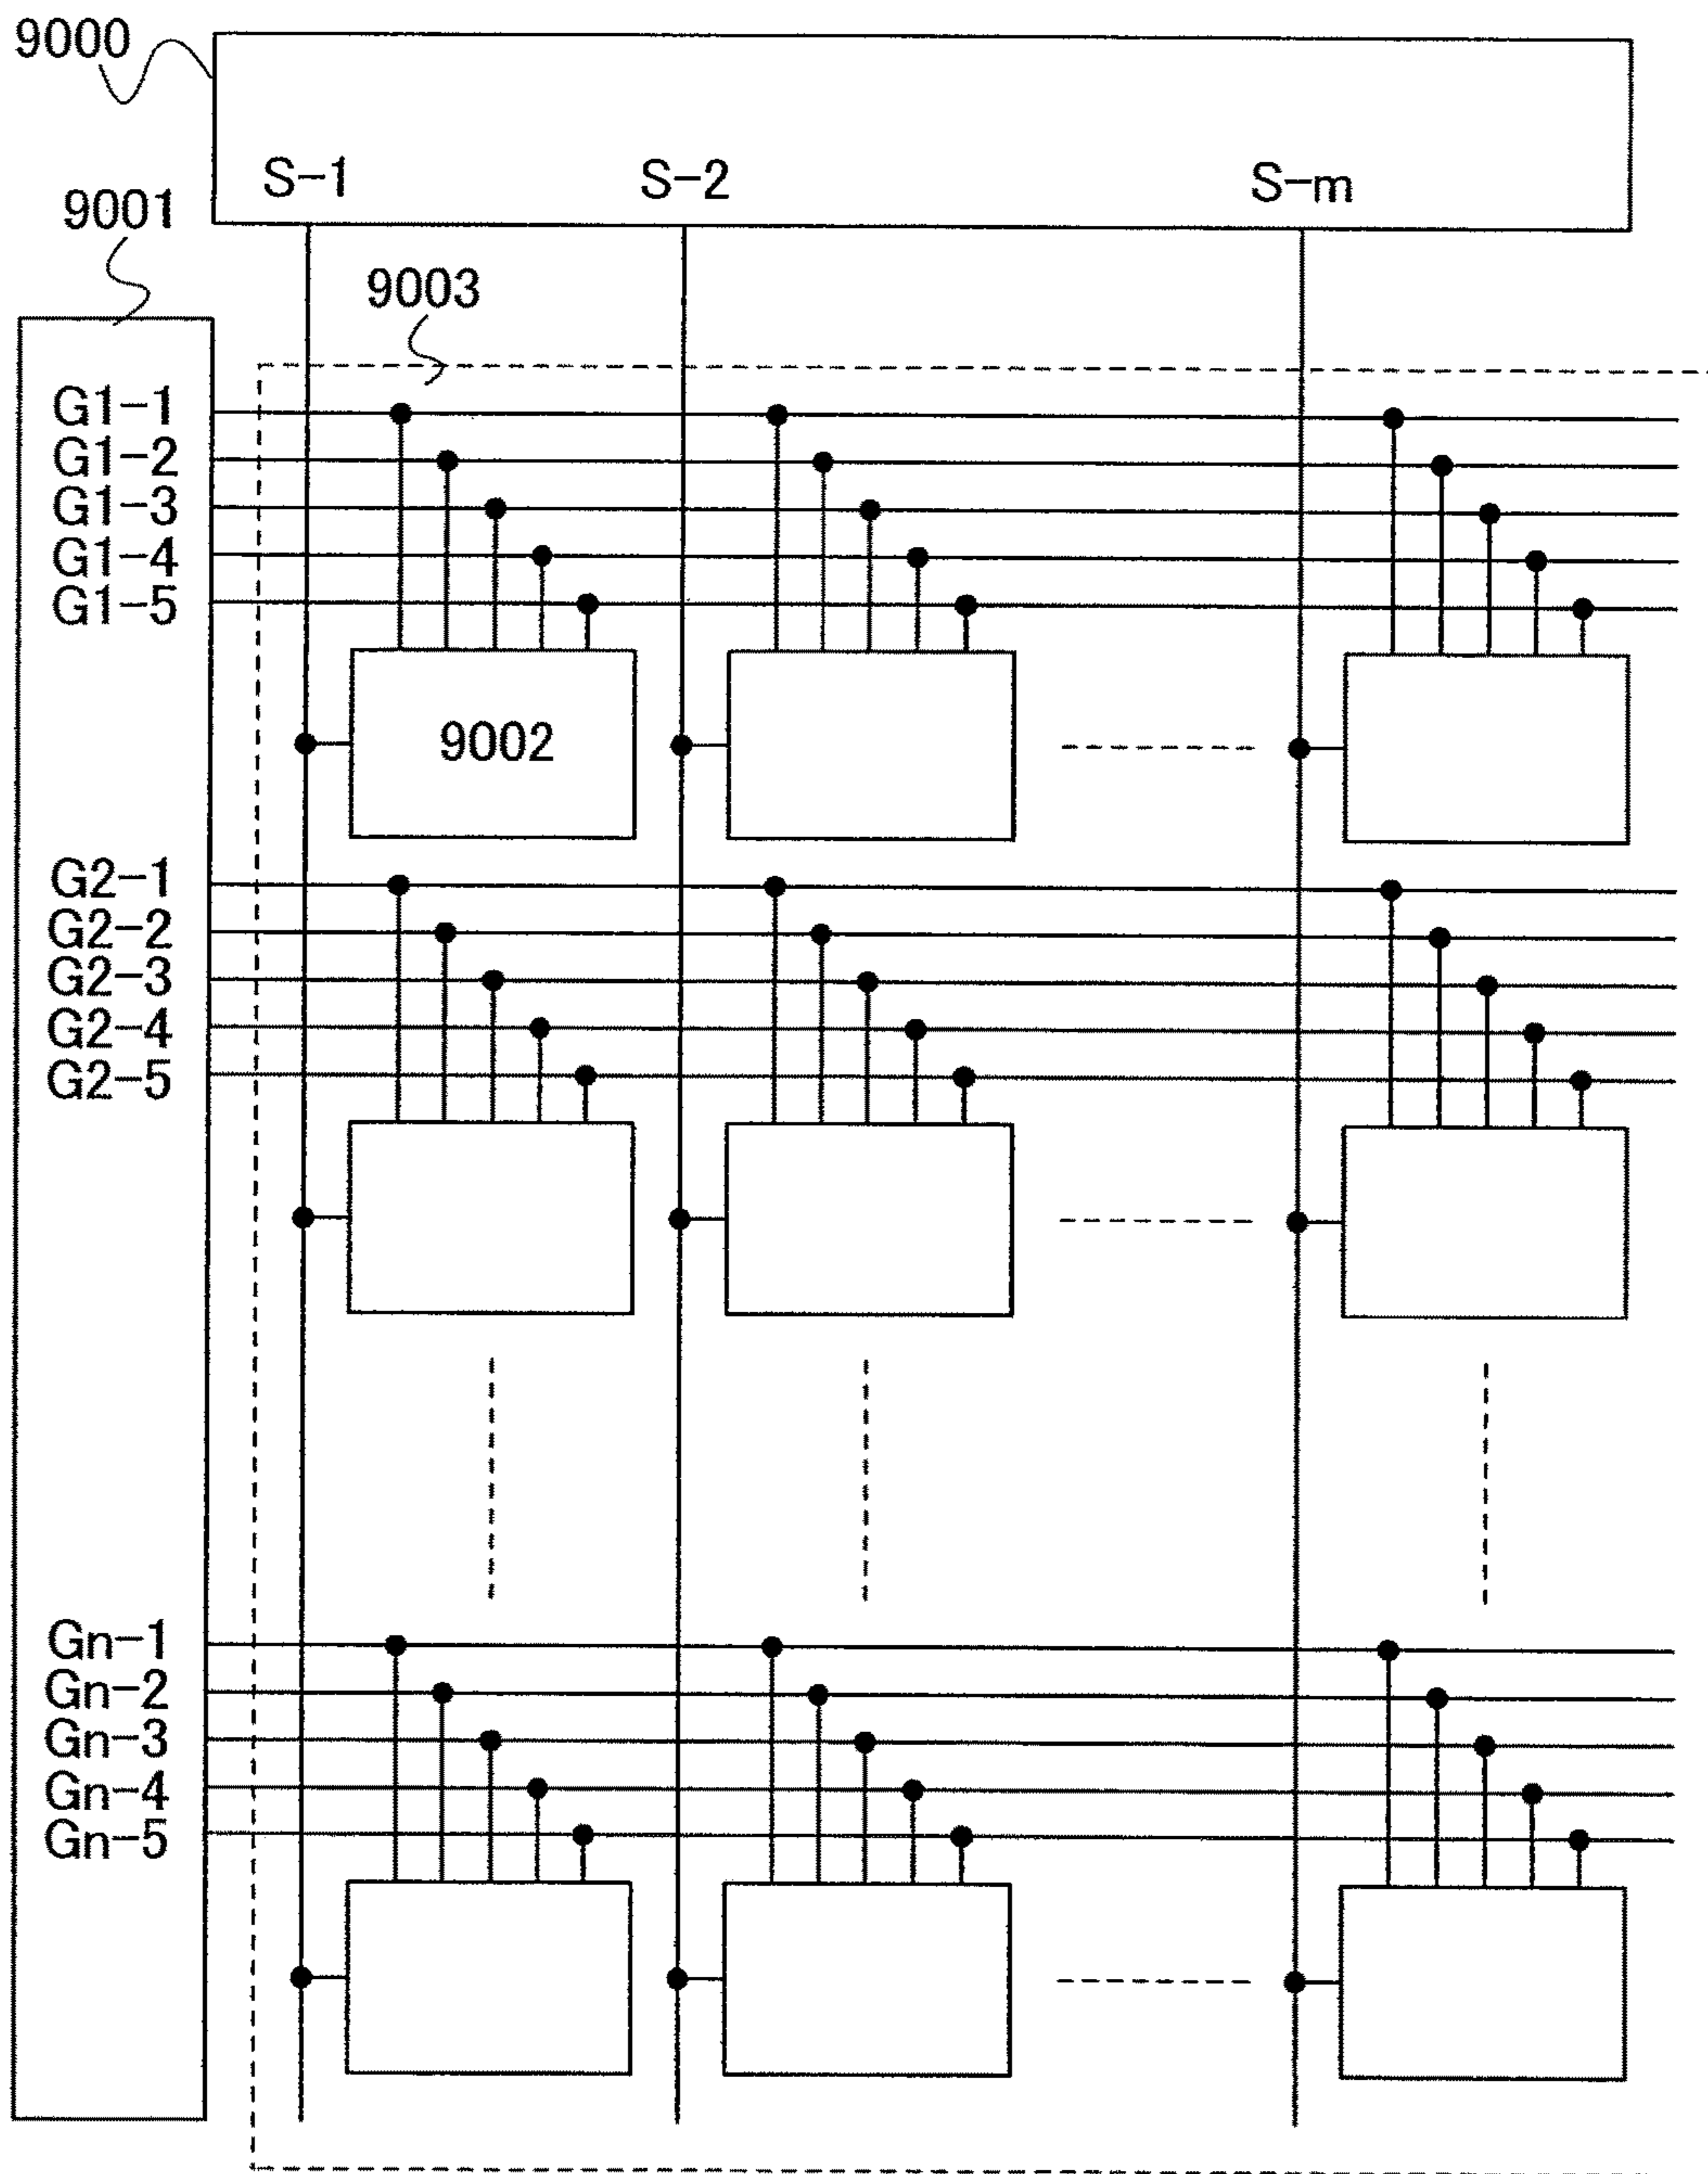 9000
S-1 S-2 S-m
9001
9003
G1-1
G1-2
G1-3
G1-4
G1-5
9002
G2-1
G2-2
G2-3
G2-4
G2-5
Gn-1
Gn-2
Gn-3
Gn-4
Gn-5